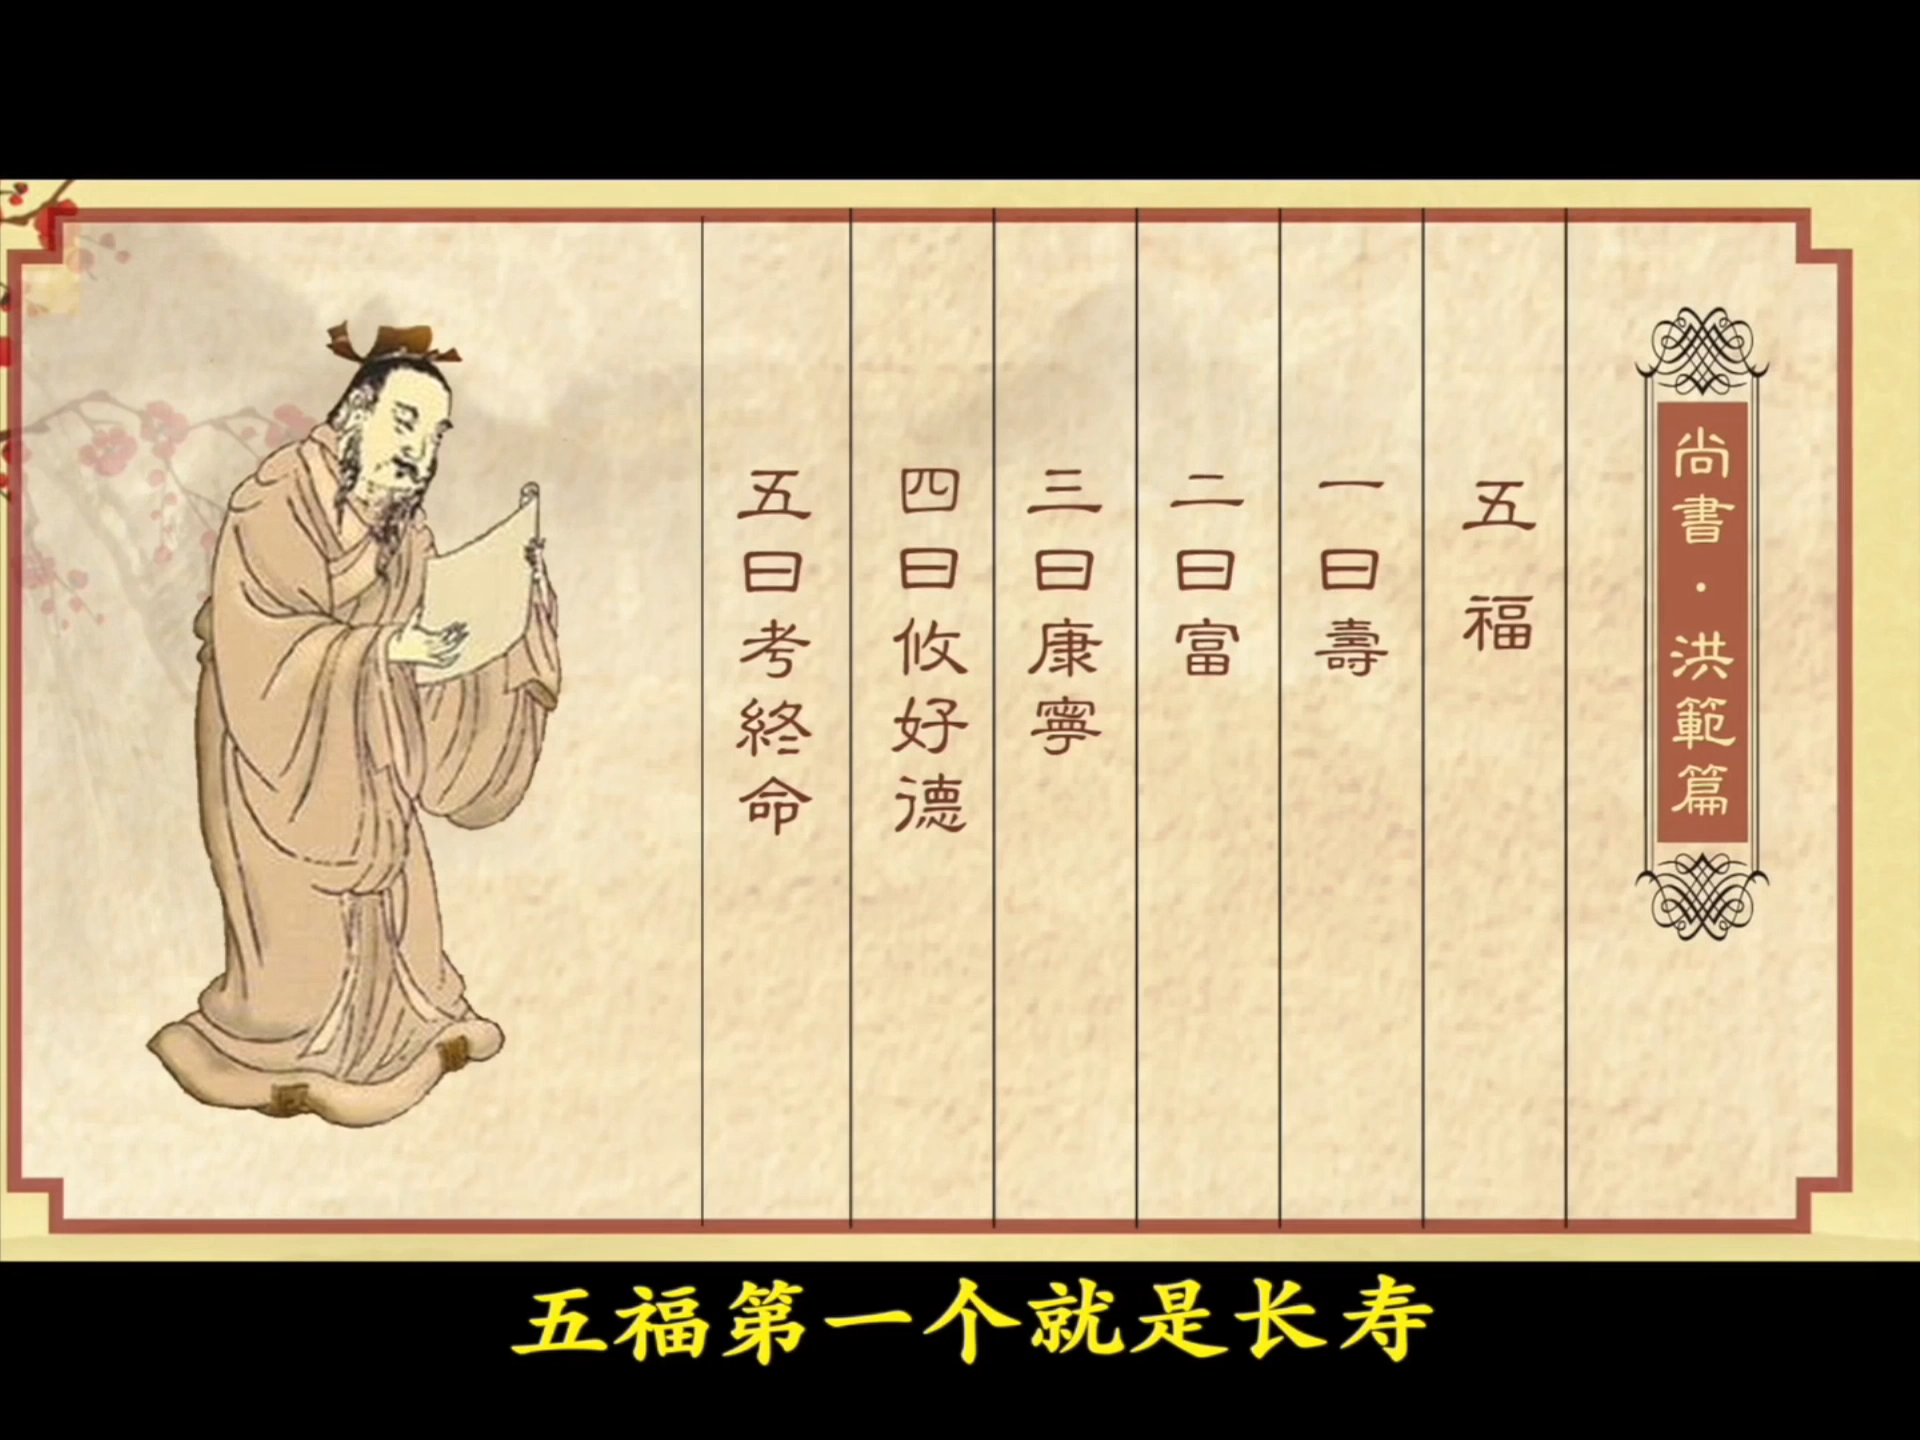 尚書·洪範篇
五福
一曰壽
二曰富
三曰康寧
四曰攸好德
五曰考終命
五福第一个就是长寿